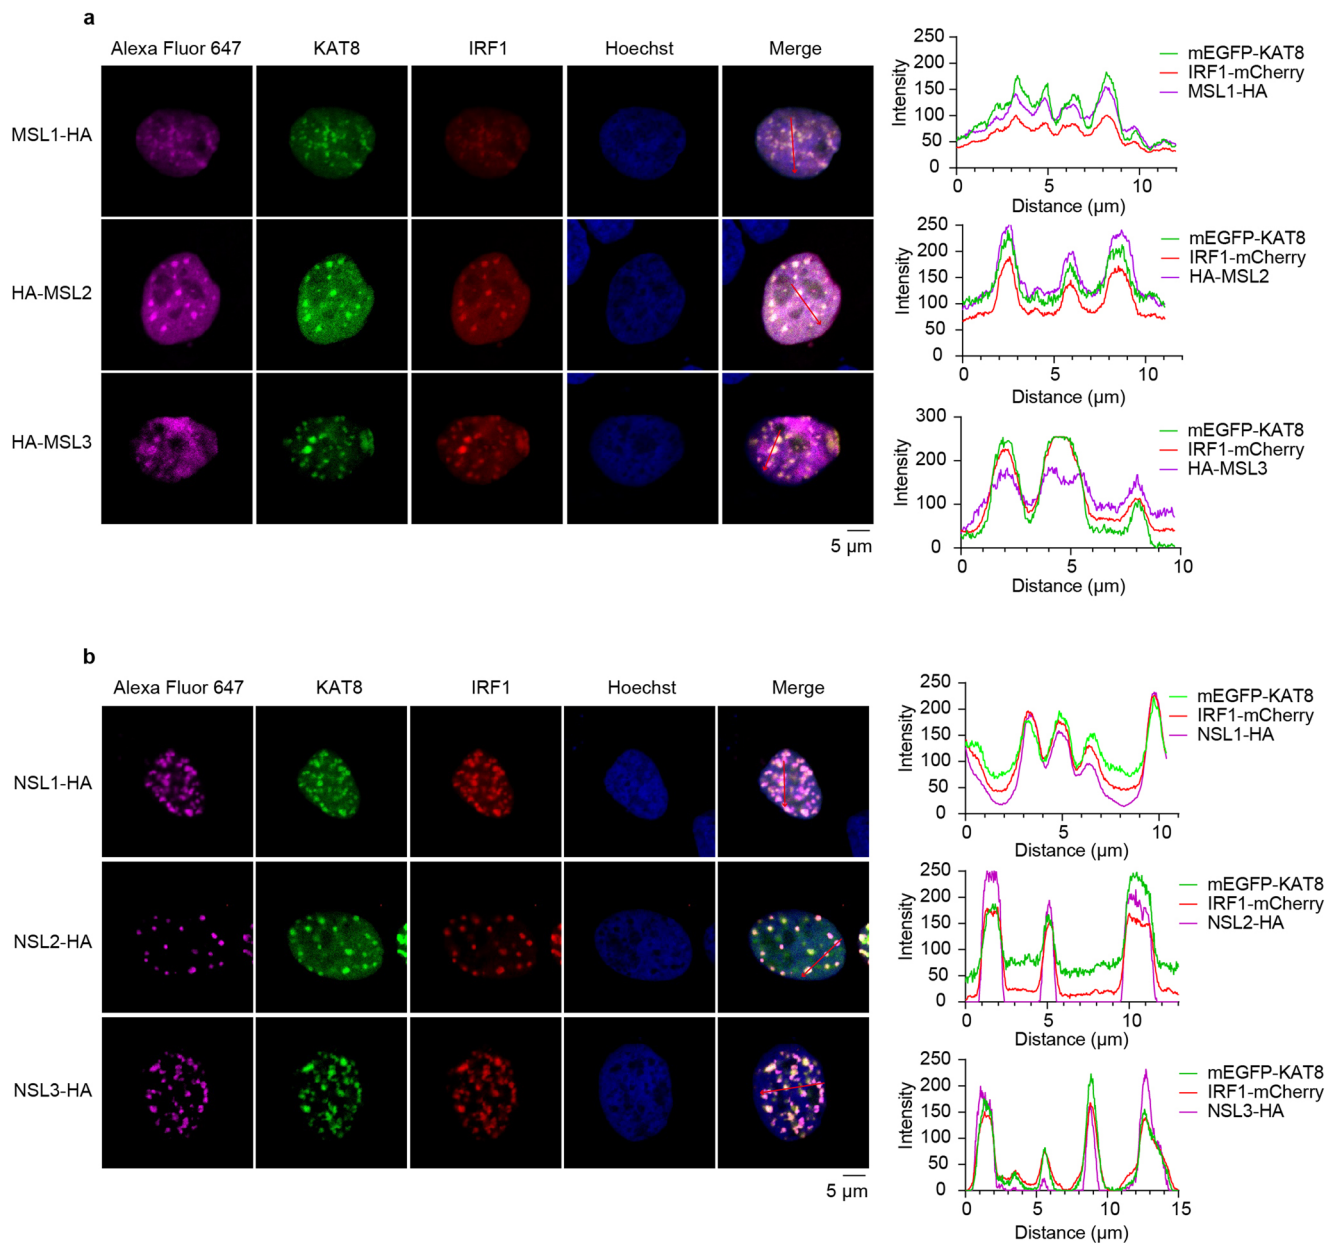 a
Alexa Fluor 647 KAT8 IRF1 Hoechst Merge
MSL1-HA
HA-MSL2
HA-MSL3
5 µm
250
200
150
100
50
0
Intensity
0 5 10
Distance (µm)
mEGFP-KAT8
IRF1-mCherry
MSL1-HA
250
200
150
100
50
0
Intensity
0 5 10
Distance (µm)
mEGFP-KAT8
IRF1-mCherry
HA-MSL2
300
200
100
0
Intensity
0 5 10
Distance (µm)
mEGFP-KAT8
IRF1-mCherry
HA-MSL3
b
Alexa Fluor 647 KAT8 IRF1 Hoechst Merge
NSL1-HA
NSL2-HA
NSL3-HA
5 µm
250
200
150
100
50
0
Intensity
0 5 10
Distance (µm)
mEGFP-KAT8
IRF1-mCherry
NSL1-HA
250
200
150
100
50
0
Intensity
0 5 10
Distance (µm)
mEGFP-KAT8
IRF1-mCherry
NSL2-HA
250
200
150
100
50
0
Intensity
0 5 10 15
Distance (µm)
mEGFP-KAT8
IRF1-mCherry
NSL3-HA